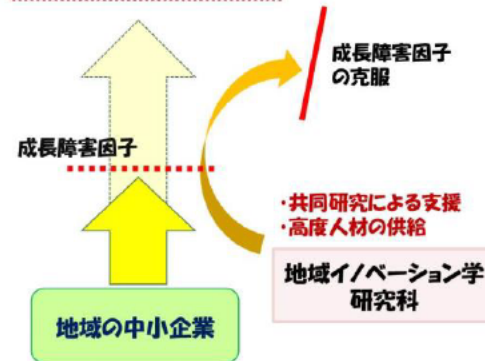 成長障害因子
の克服
成長障害因子
・共同研究による支援
・高度人材の供給
地域イノベーション学
研究科
地域の中小企業